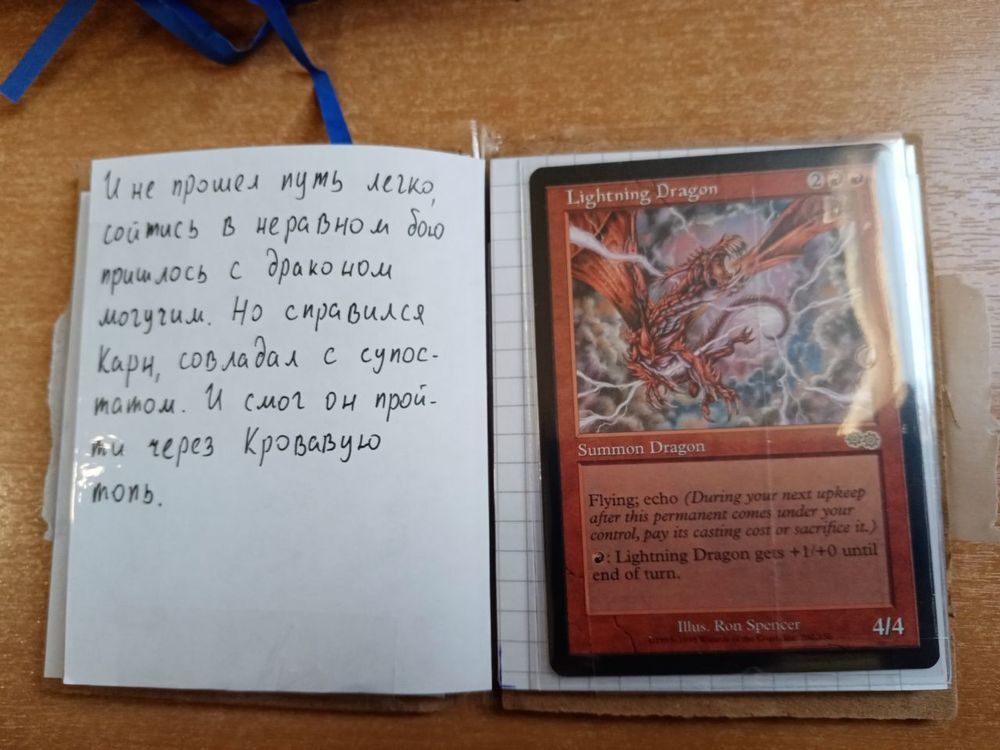 И не прошел путь легко,
сойтись в неравном бою
пришлось с драконом
могучим. Но справился
Карн, совладал с супос-
татом. И смог он прой-
ти через Кровавую
топь.
Lightning Dragon
2
Summon Dragon
Flying; echo (During your next upkeep
after this permanent comes under your
control, pay its casting cost or sacrifice it.)
: Lightning Dragon gets +1/+0 until
end of turn.
Illus. Ron Spencer
4/4